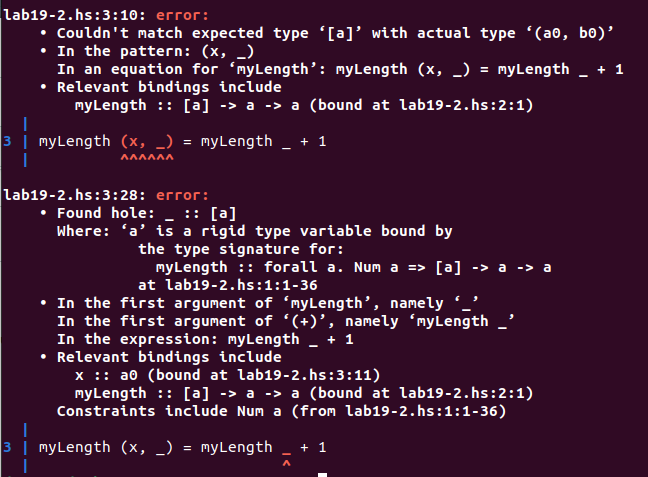 lab19-2.hs:3:10: error:
    • Couldn't match expected type ‘[a]’ with actual type ‘(a0, b0)’
    • In the pattern: (x, _)
      In an equation for ‘myLength’: myLength (x, _) = myLength _ + 1
    • Relevant bindings include
        myLength :: [a] -> a -> a (bound at lab19-2.hs:2:1)
  |
3 | myLength (x, _) = myLength _ + 1
  |          ^^^^^^

lab19-2.hs:3:28: error:
    • Found hole: _ :: [a]
      Where: ‘a’ is a rigid type variable bound by
               the type signature for:
                 myLength :: forall a. Num a => [a] -> a -> a
               at lab19-2.hs:1:1-36
    • In the first argument of ‘myLength’, namely ‘_’
      In the first argument of ‘(+)’, namely ‘myLength _’
      In the expression: myLength _ + 1
    • Relevant bindings include
        x :: a0 (bound at lab19-2.hs:3:11)
        myLength :: [a] -> a -> a (bound at lab19-2.hs:2:1)
      Constraints include Num a (from lab19-2.hs:1:1-36)
  |
3 | myLength (x, _) = myLength _ + 1
  |                            ^